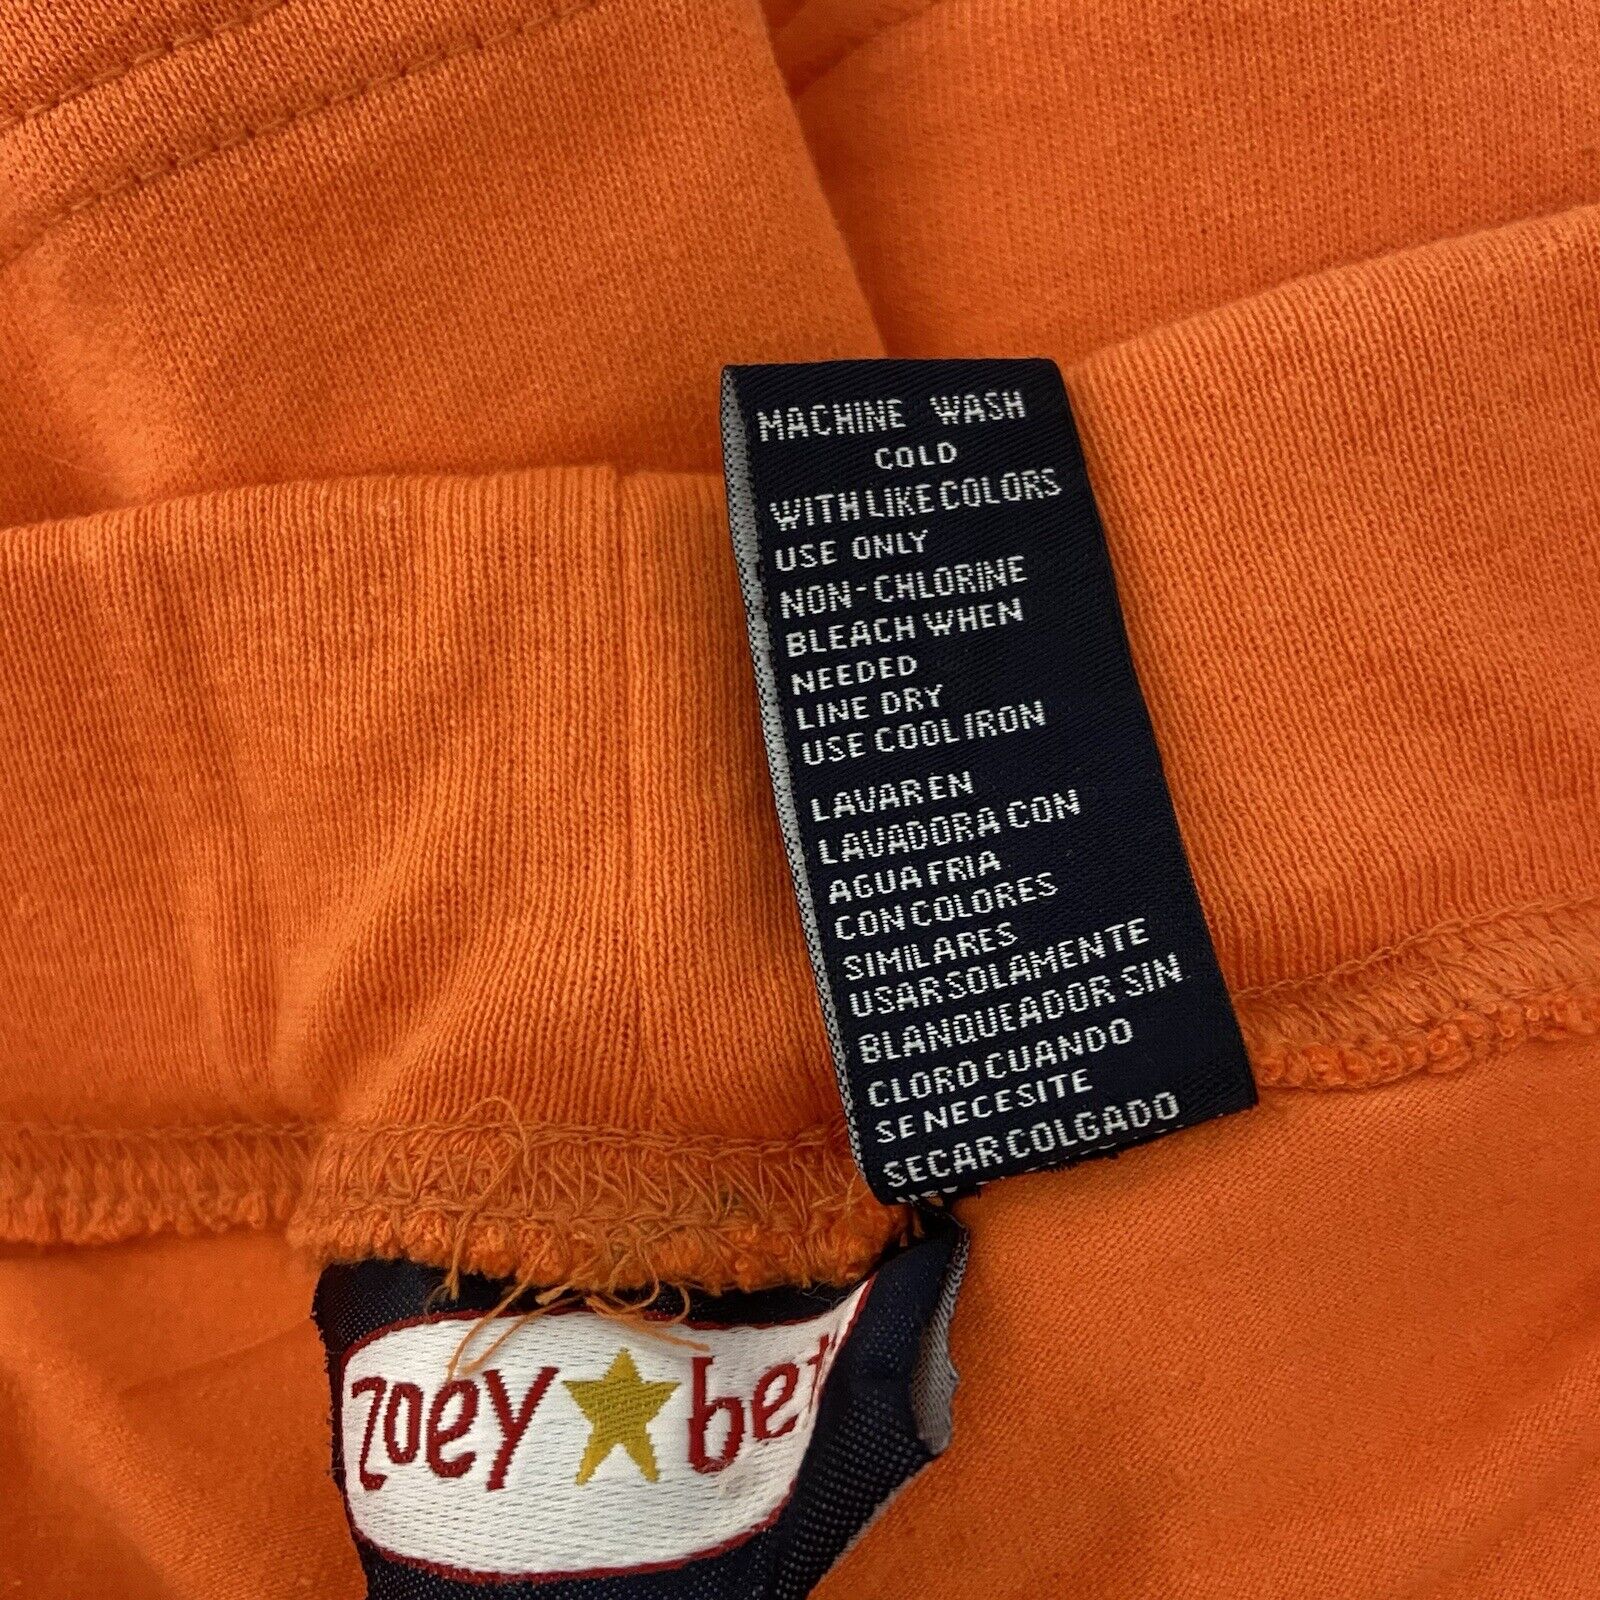 MACHINE WASH
COLD
WITH LIKE COLORS
USE ONLY
NON-CHLORINE
BLEACH WHEN
NEEDED
LINE DRY
USE COOL IRON
LAVAR EN
LAVADORA CON
AGUA FRIA
CON COLORES
SIMILARES
USAR SOLAMENTE
BLANQUEADOR SIN
CLORO CUANDO
SE NECESITE
SECAR COLGADO
zoey bet